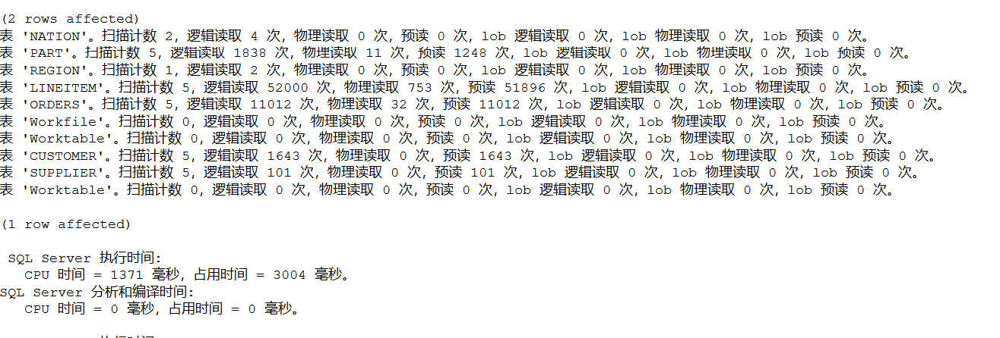 (2 rows affected)
表 'NATION'。扫描计数 2，逻辑读取 4 次，物理读取 0 次，预读 0 次，lob 逻辑读取 0 次，lob 物理读取 0 次，lob 预读 0 次。
表 'PART'。扫描计数 5，逻辑读取 1838 次，物理读取 11 次，预读 1248 次，lob 逻辑读取 0 次，lob 物理读取 0 次，lob 预读 0 次。
表 'REGION'。扫描计数 1，逻辑读取 2 次，物理读取 0 次，预读 0 次，lob 逻辑读取 0 次，lob 物理读取 0 次，lob 预读 0 次。
表 'LINEITEM'。扫描计数 5，逻辑读取 52000 次，物理读取 753 次，预读 51896 次，lob 逻辑读取 0 次，lob 物理读取 0 次，lob 预读 0 次。
表 'ORDERS'。扫描计数 5，逻辑读取 11012 次，物理读取 32 次，预读 11012 次，lob 逻辑读取 0 次，lob 物理读取 0 次，lob 预读 0 次。
表 'Workfile'。扫描计数 0，逻辑读取 0 次，物理读取 0 次，预读 0 次，lob 逻辑读取 0 次，lob 物理读取 0 次，lob 预读 0 次。
表 'Worktable'。扫描计数 0，逻辑读取 0 次，物理读取 0 次，预读 0 次，lob 逻辑读取 0 次，lob 物理读取 0 次，lob 预读 0 次。
表 'CUSTOMER'。扫描计数 5，逻辑读取 1643 次，物理读取 0 次，预读 1643 次，lob 逻辑读取 0 次，lob 物理读取 0 次，lob 预读 0 次。
表 'SUPPLIER'。扫描计数 5，逻辑读取 101 次，物理读取 0 次，预读 101 次，lob 逻辑读取 0 次，lob 物理读取 0 次，lob 预读 0 次。
表 'Worktable'。扫描计数 0，逻辑读取 0 次，物理读取 0 次，预读 0 次，lob 逻辑读取 0 次，lob 物理读取 0 次，lob 预读 0 次。
(1 row affected)
SQL Server 执行时间:
CPU 时间 = 1371 毫秒，占用时间 = 3004 毫秒。
SQL Server 分析和编译时间:
CPU 时间 = 0 毫秒，占用时间 = 0 毫秒。